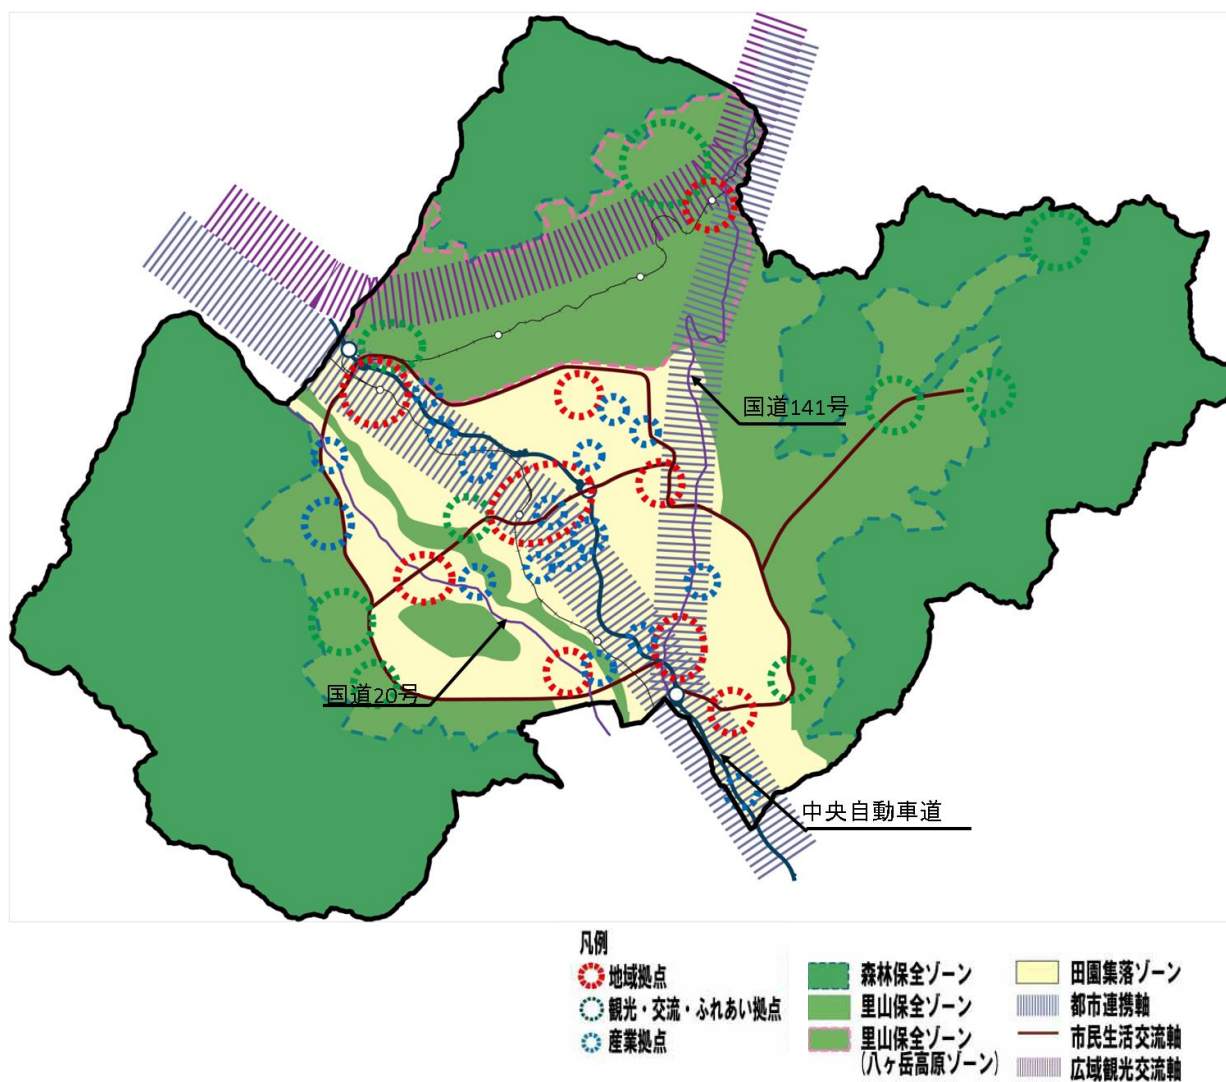 国道141号
国道20号
中央自動車道
凡例
地域拠点
観光・交流・ふれあい拠点
産業拠点
森林保全ゾーン
里山保全ゾーン
里山保全ゾーン
(八ヶ岳高原ゾーン)
田園集落ゾーン
都市連携軸
市民生活交流軸
広域観光交流軸